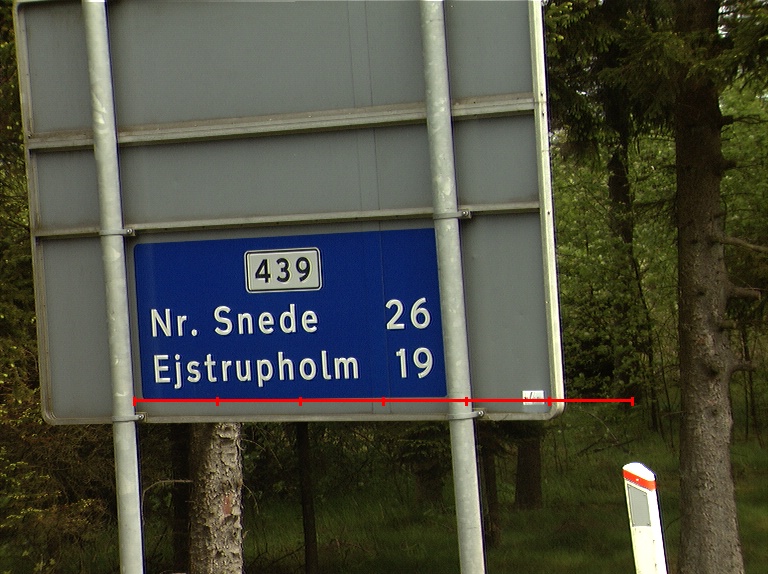 439
Nr. Snede 26
Ejstrupholm 19